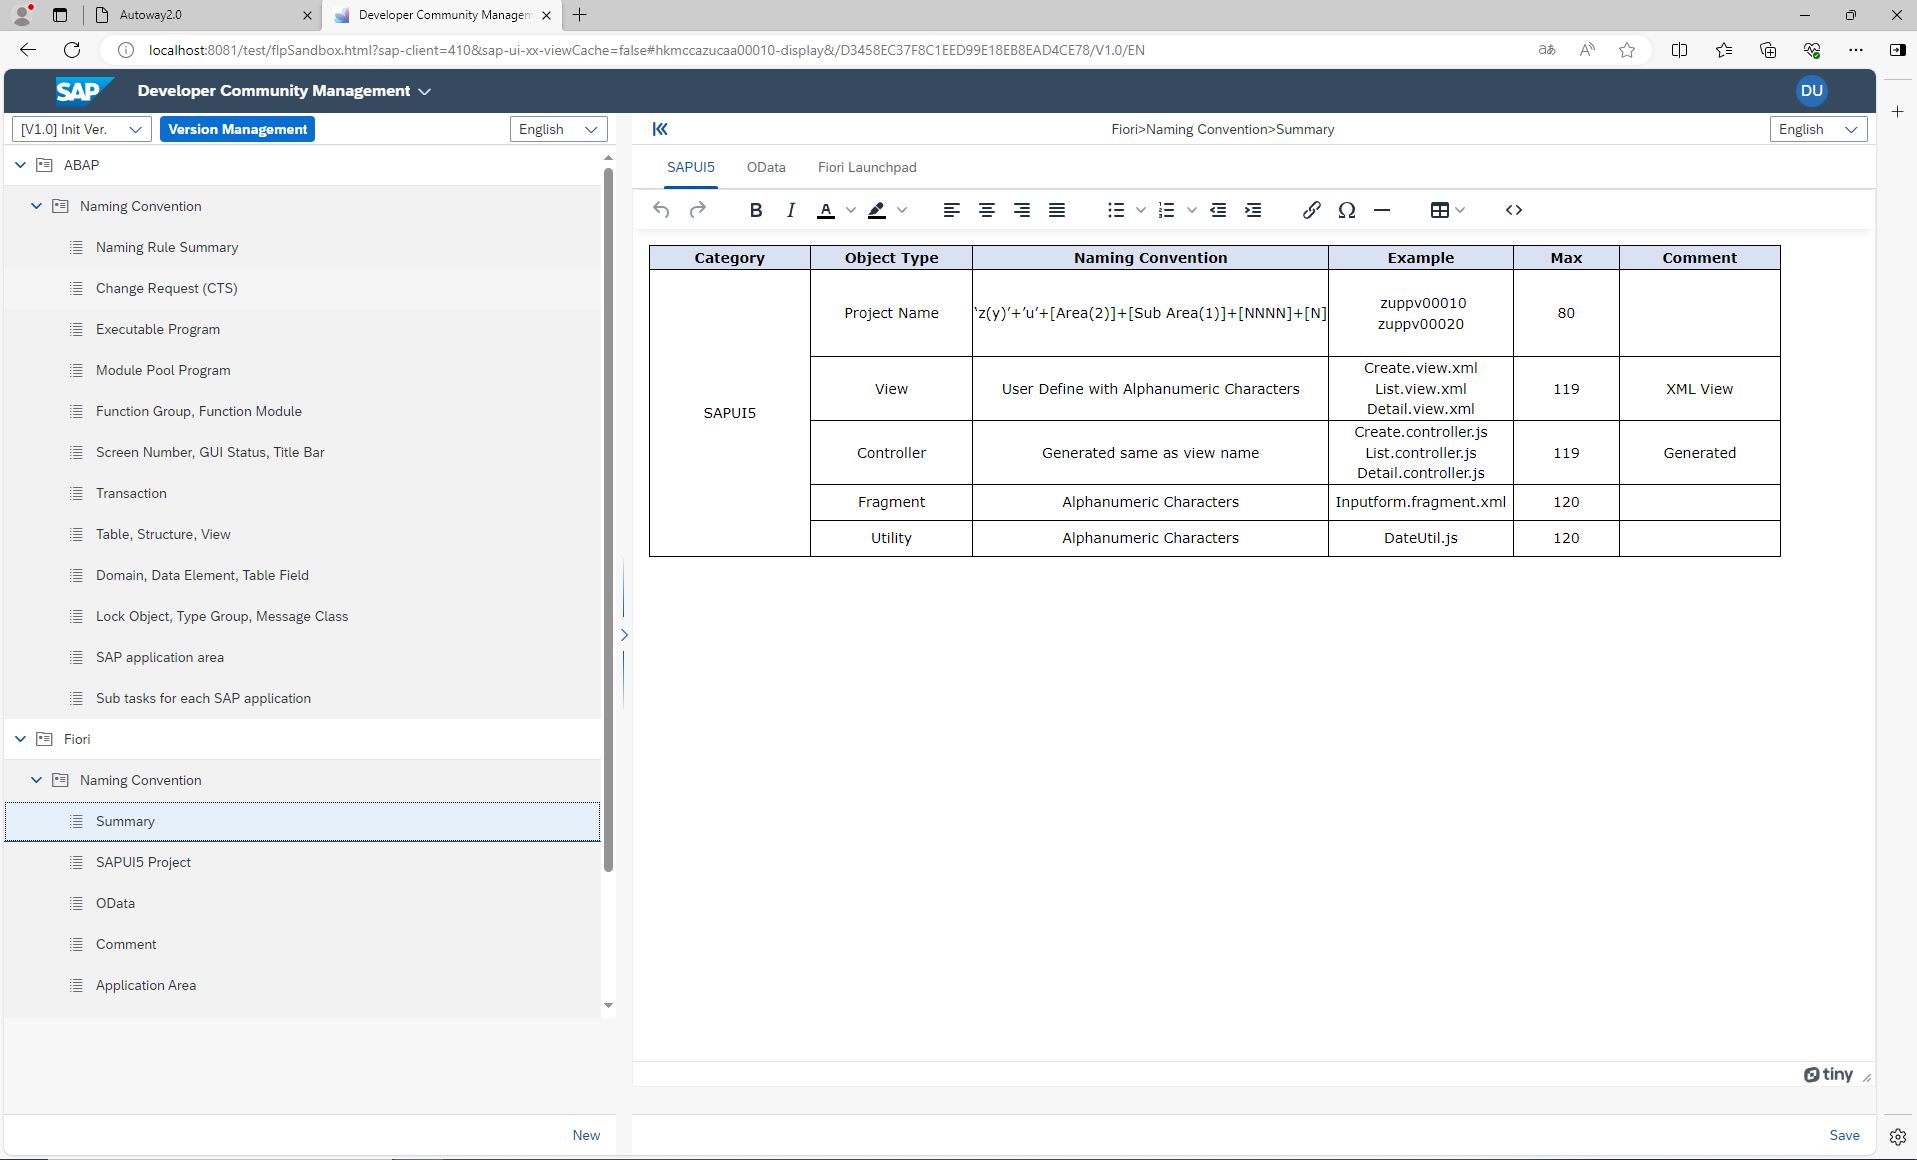 Autoway2.0
Developer Community Managem
localhost:8081/test/flpSandbox.html?sap-client=410&sap-ui-xx-viewCache=false#hkmccazucaa00010-display&/D3458EC37F8C1EED99E18EB8EAD4CE78/V1.0/EN
SAP Developer Community Management DU
[V1.0] Init Ver. Version Management English
ABAP
Naming Convention
Naming Rule Summary
Change Request (CTS)
Executable Program
Module Pool Program
Function Group, Function Module
Screen Number, GUI Status, Title Bar
Transaction
Table, Structure, View
Domain, Data Element, Table Field
Lock Object, Type Group, Message Class
SAP application area
Sub tasks for each SAP application
Fiori
Naming Convention
Summary
SAPUI5 Project
OData
Comment
Application Area
New
Fiori>Naming Convention>Summary English
SAPUI5 OData Fiori Launchpad
Category Object Type Naming Convention Example Max Comment
SAPUI5
Project Name ‘z(y)’+’u’+[Area(2)]+[Sub Area(1)]+[NNNN]+[N] zuppv00010 80
zuppv00020
View User Define with Alphanumeric Characters Create.view.xml 119 XML View
List.view.xml
Detail.view.xml
Controller Generated same as view name Create.controller.js 119 Generated
List.controller.js
Detail.controller.js
Fragment Alphanumeric Characters Inputform.fragment.xml 120
Utility Alphanumeric Characters DateUtil.js 120
tiny
Save